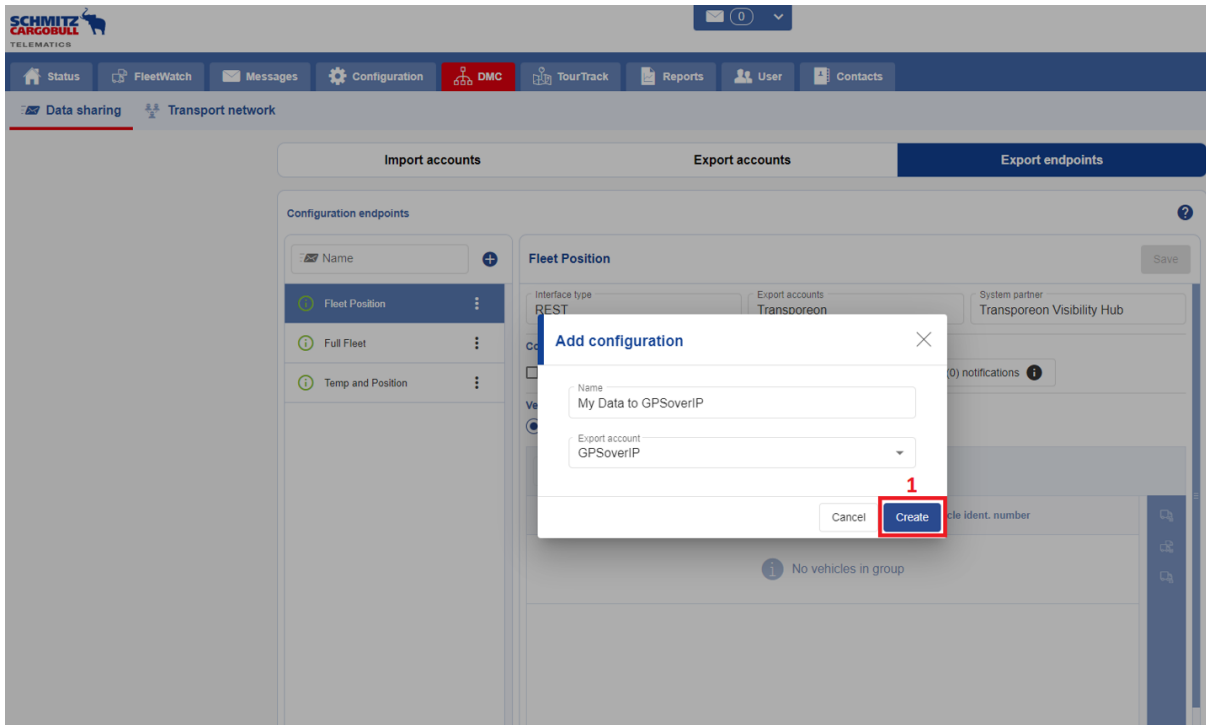 SCHMITZ
CARGOBULL
TELEMATICS
0
Status FleetWatch Messages Configuration DMC TourTrack Reports User Contacts
Data sharing Transport network
Import accounts Export accounts Export endpoints
Configuration endpoints ?
Name Fleet Position Save
Interface type Export accounts System partner
Fleet Position REST Transporeon Transporeon Visibility Hub
Add configuration
Full Fleet Co
(0) notifications i
Temp and Position
Name
My Data to GPSoverIP
Ve
Export account
GPSoverIP
1
Cancel Create
cle ident. number
No vehicles in group